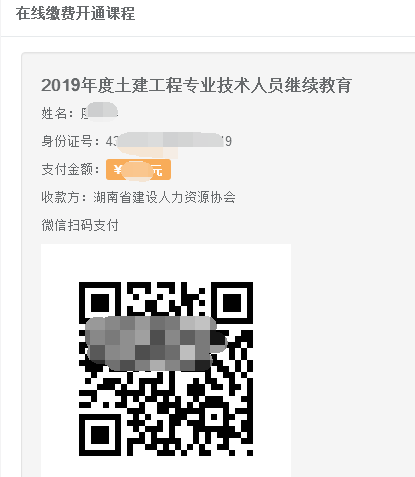 在线缴费开通课程
2019年度土建工程专业技术人员继续教育
姓名：
身份证号：43 9
支付金额：¥ 元
收款方：湖南省建设人力资源协会
微信扫码支付